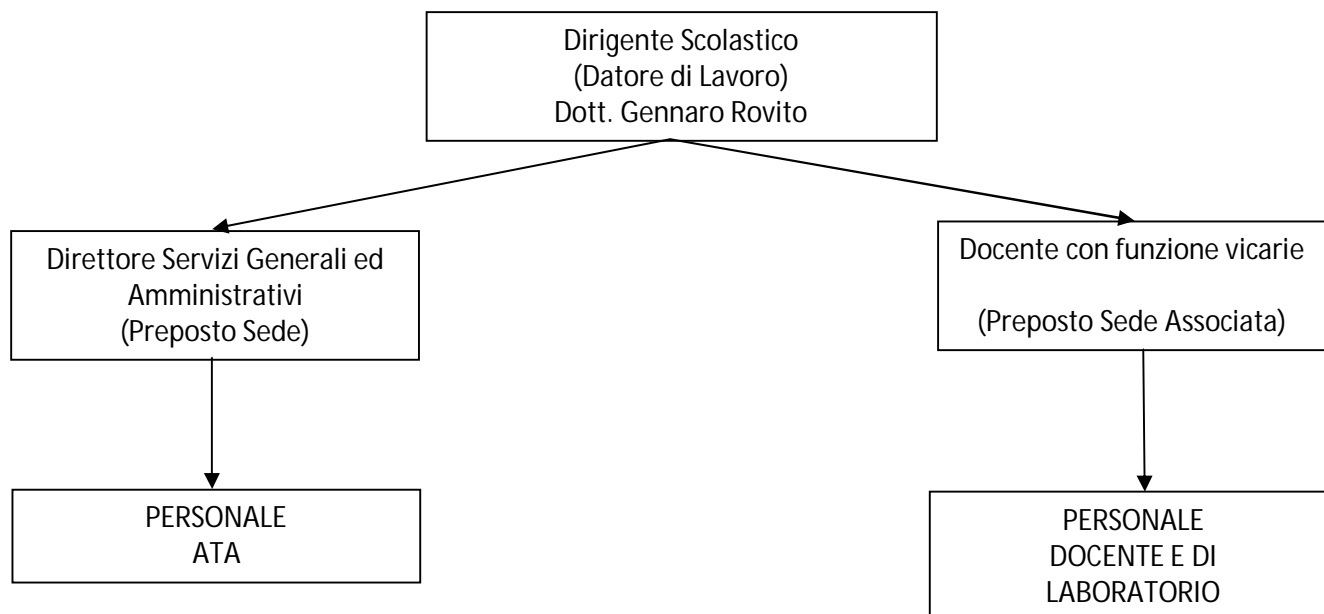 Dirigente Scolastico
(Datore di Lavoro)
Dott. Gennaro Rovito
Direttore Servizi Generali ed
Amministrativi
(Preposto Sede)
Docente con funzione vicarie
(Preposto Sede Associata)
PERSONALE
ATA
PERSONALE
DOCENTE E DI
LABORATORIO